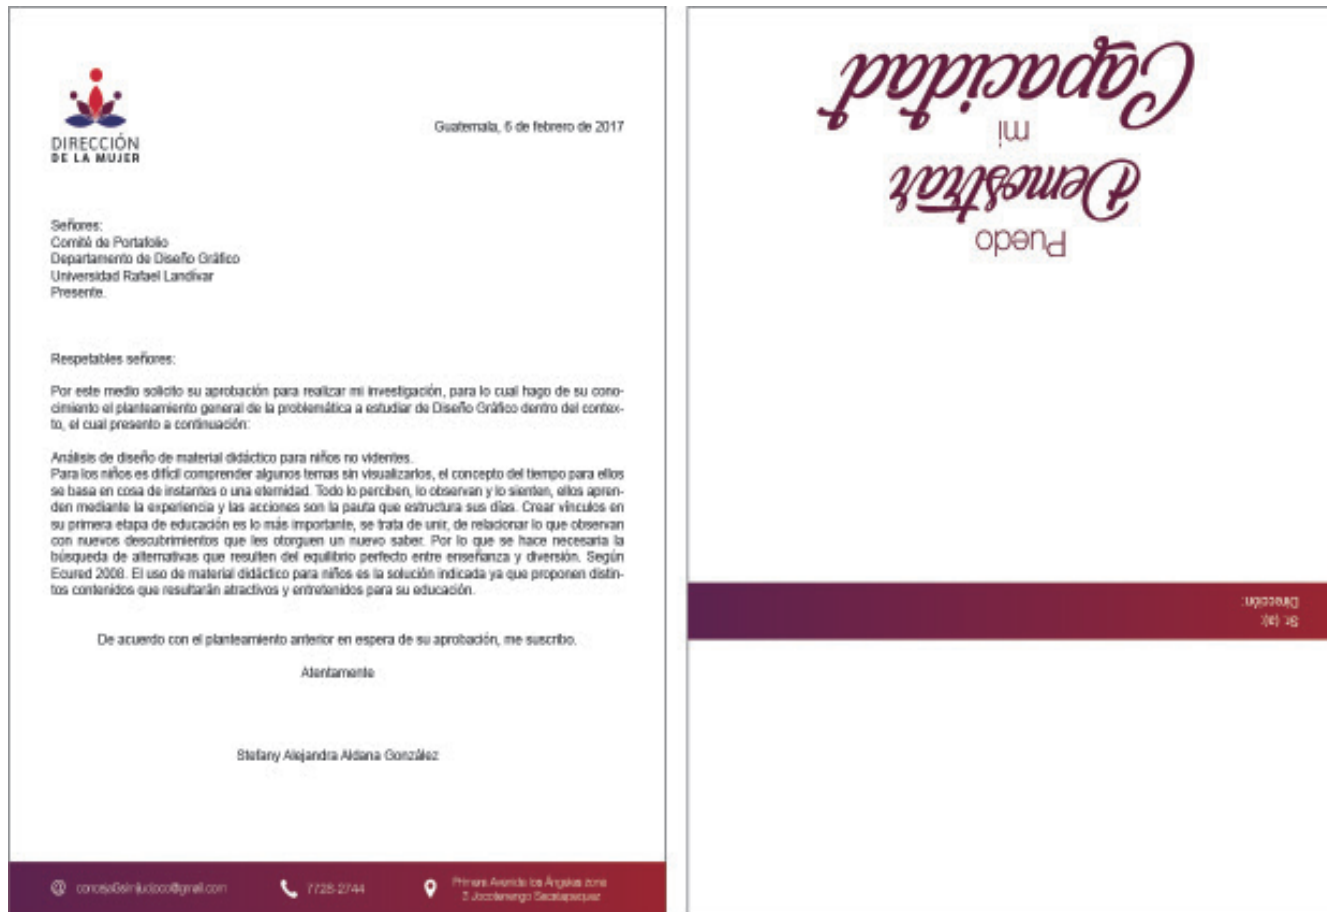 DIRECCIÓN
DE LA MUJER
Guatemala, 6 de febrero de 2017
Señores:
Comité de Portafolio
Departamento de Diseño Gráfico
Universidad Rafael Landívar
Presente.
Respetables señores:
Por este medio solicito su aprobación para realizar mi investigación, para lo cual hago de su cono-
cimiento el planteamiento general de la problemática a estudiar de Diseño Gráfico dentro del contex-
to, el cual presento a continuación:
Análisis de diseño de material didáctico para niños no videntes.
Para los niños es difícil comprender algunos temas sin visualizarlos, el concepto del tiempo para ellos
se basa en cosa de instantes o una eternidad. Todo lo perciben, lo observan y lo sienten, ellos apren-
den mediante la experiencia y las acciones son la pauta que estructura sus días. Crear vínculos en
su primera etapa de educación es lo más importante, se trata de unir, de relacionar lo que observan
con nuevos descubrimientos que les otorguen un nuevo saber. Por lo que se hace necesaria la
búsqueda de alternativas que resulten del equilibrio perfecto entre enseñanza y diversión. Según
Ecured 2008. El uso de material didáctico para niños es la solución indicada ya que proponen distin-
tos contenidos que resultarán atractivos y entretenidos para su educación.
De acuerdo con el planteamiento anterior en espera de su aprobación, me suscribo.
Atentamente
Stefany Alejandra Aldana González
@
7728-2744
Primera Avenida los Ángeles zona
3 Jocotenango Sacatepequez
Puedo
Demostrar
mi
Capacidad
Sr. (a):
Dirección: